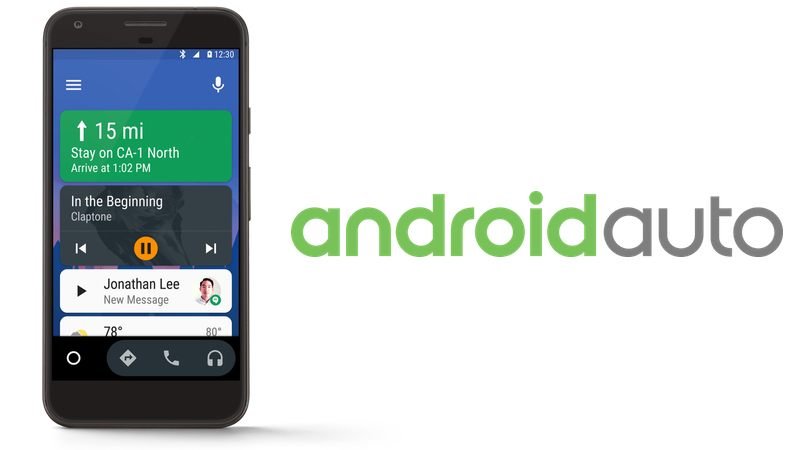 12:30
15 mi
Stay on CA-1 North
Arrive at 1:02 PM
In the Beginning
Claptone
Jonathan Lee
New Message
78° 80°
androidauto